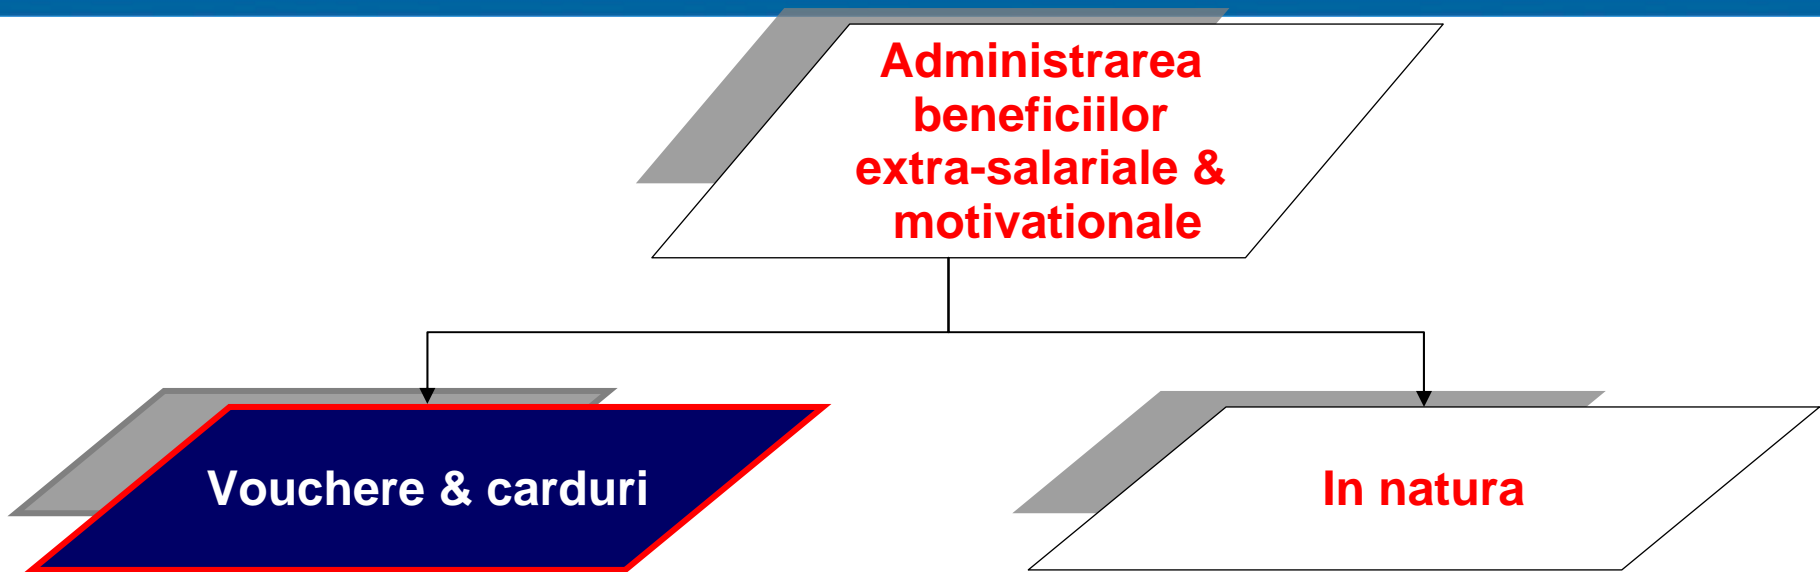 Administrarea
beneficiilor
extra-salariale &
motivationale
Vouchere & carduri
In natura